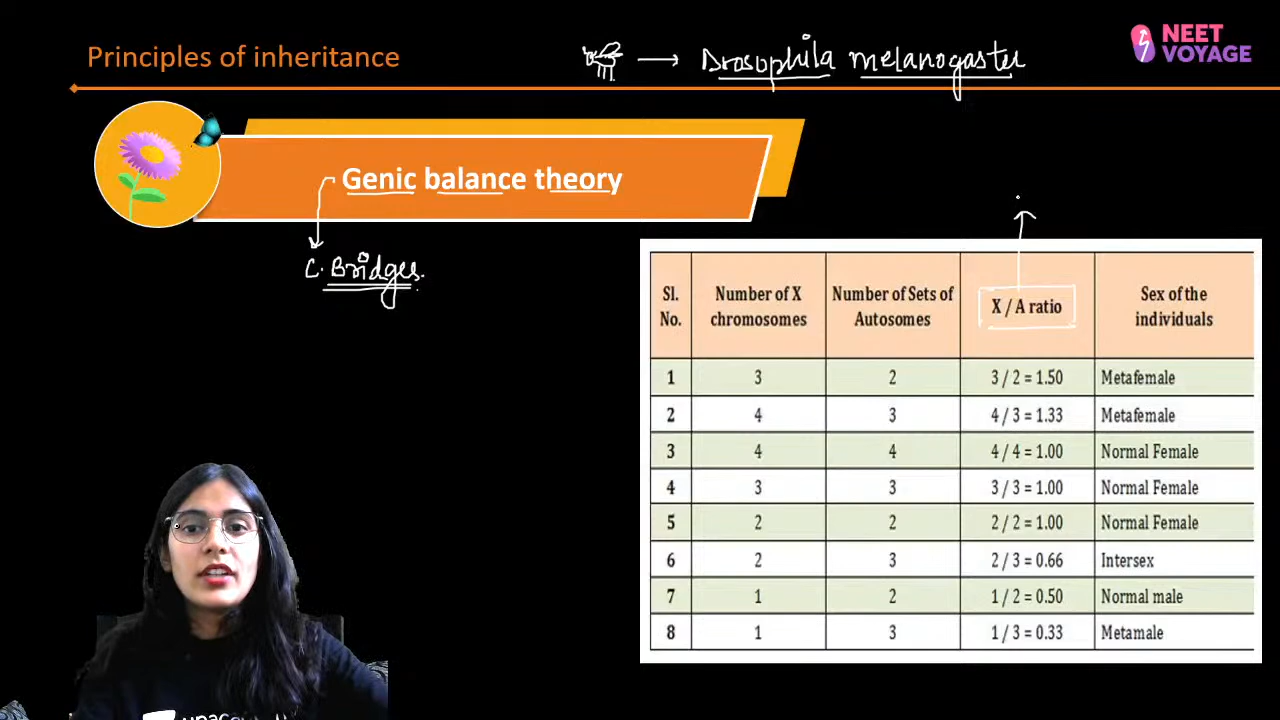 Principles of inheritance
Drosophila melanogaster
NEET
VOYAGE
Genic balance theory
C. Bridges.
Sl. No. Number of X chromosomes Number of Sets of Autosomes X / A ratio Sex of the individuals
1 3 2 3 / 2 = 1.50 Metafemale
2 4 3 4 / 3 = 1.33 Metafemale
3 4 4 4 / 4 = 1.00 Normal Female
4 3 3 3 / 3 = 1.00 Normal Female
5 2 2 2 / 2 = 1.00 Normal Female
6 2 3 2 / 3 = 0.66 Intersex
7 1 2 1 / 2 = 0.50 Normal male
8 1 3 1 / 3 = 0.33 Metamale